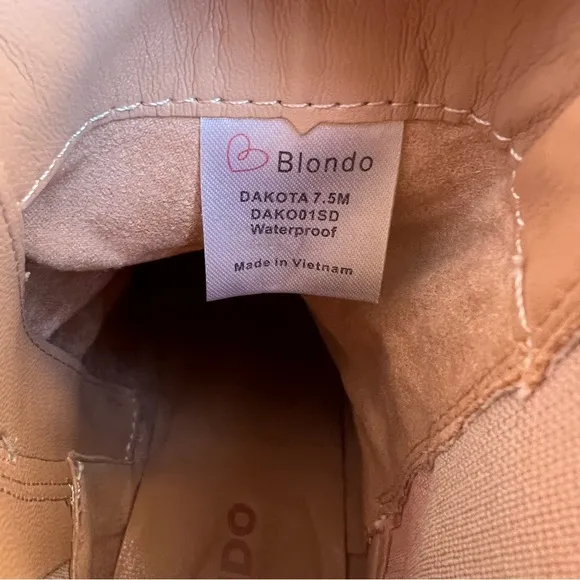 Blondo
DAKOTA 7.5M
DAKO01SD
Waterproof
Made in Vietnam